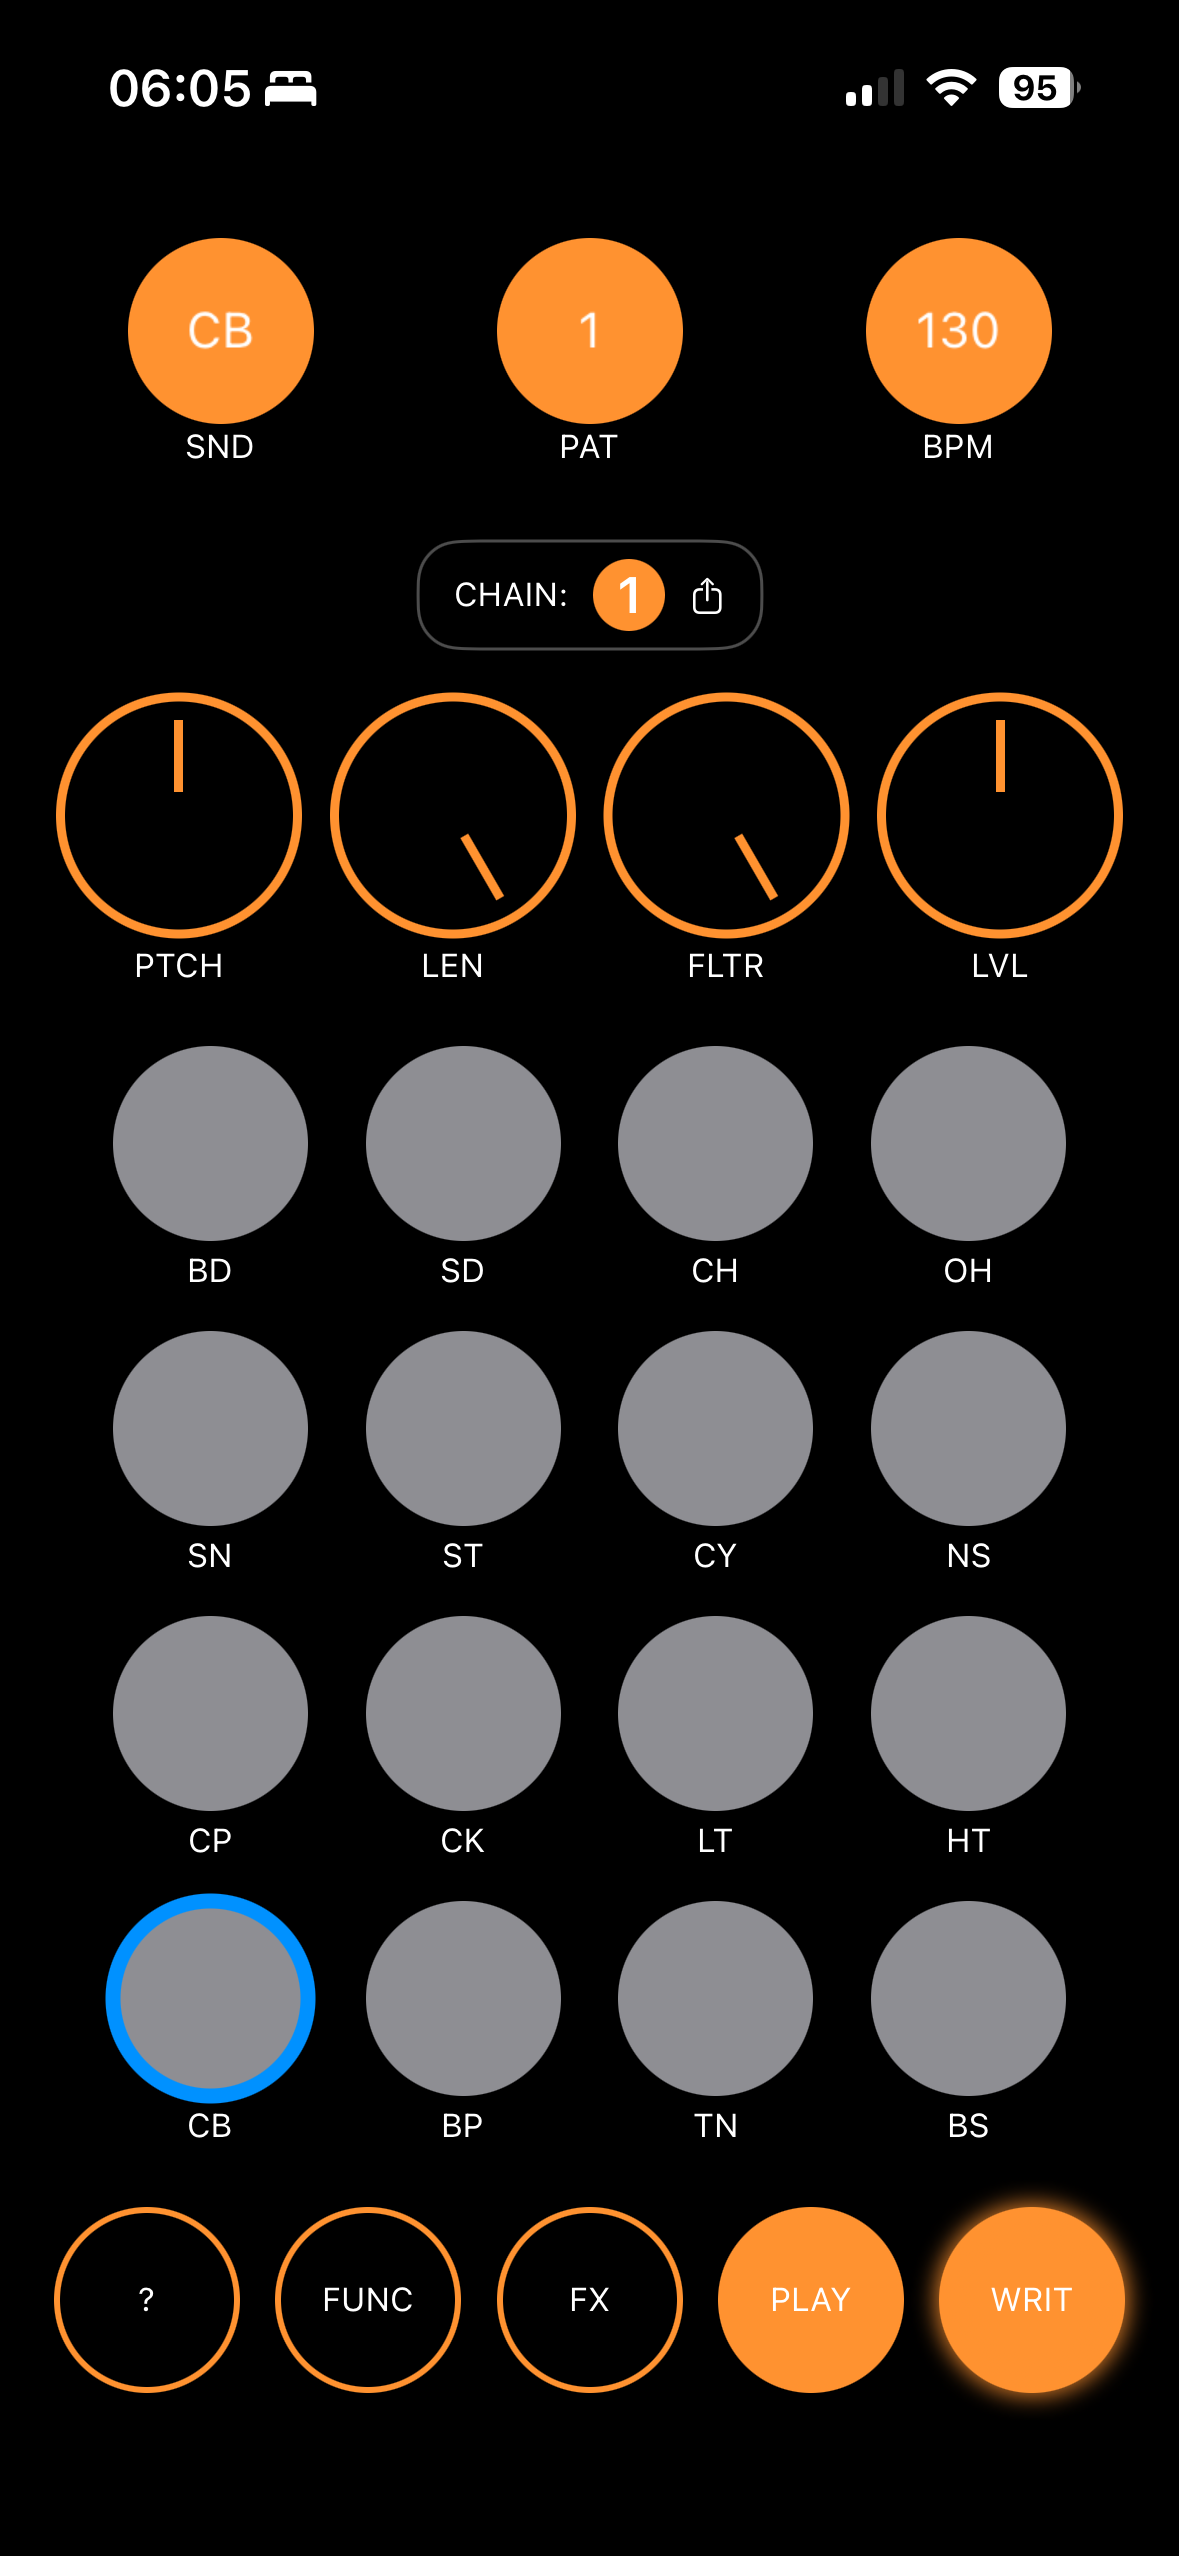 06:05 95
CB 1 130
SND PAT BPM
CHAIN: 1
PTCH LEN FLTR LVL
BD SD CH OH
SN ST CY NS
CP CK LT HT
CB BP TN BS
? FUNC FX PLAY WRIT